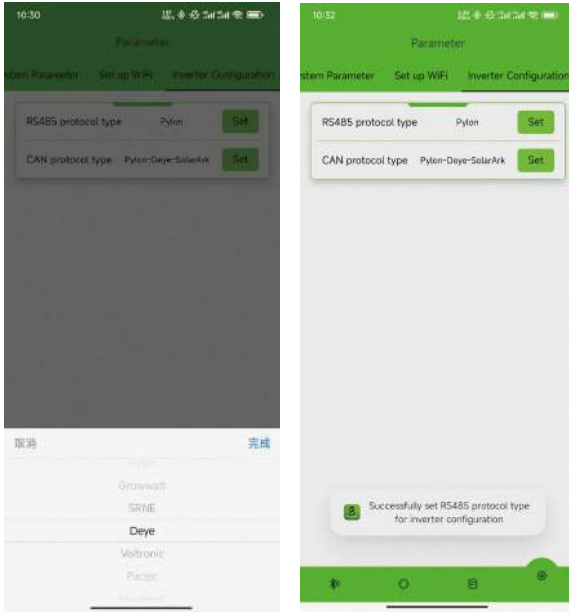 10:30
Parameter
stem Parameter Set up WiFi Inverter Configuration
RS485 protocol type Pylon Set
CAN protocol type Pylon-Deye-SolarArk Set
取消 完成
Growwatt
SRNE
Deye
Voltronic
10:32
Parameter
stem Parameter Set up WiFi Inverter Configuration
RS485 protocol type Pylon Set
CAN protocol type Pylon-Deye-SolarArk Set
Successfully set RS485 protocol type
for inverter configuration